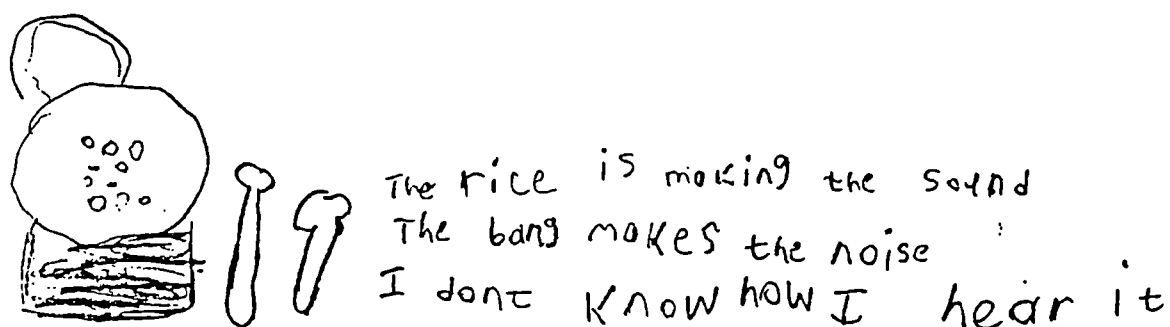 The rice is making the sound
The bang makes the noise
I dont know how I hear it